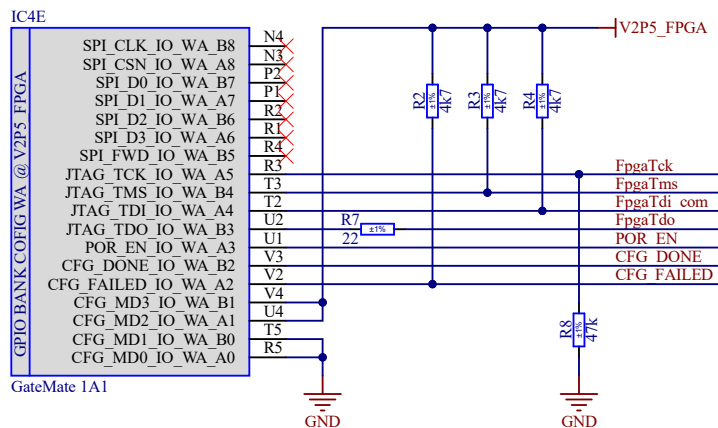 IC4E
V2P5_FPGA
GPIO BANK COFIG WA @ V2P5_FPGA
SPI_CLK_IO_WA_B8 N4
SPI_CSN_IO_WA_A8 N3
SPI_D0_IO_WA_B7 P2
SPI_D1_IO_WA_A7 P1
SPI_D2_IO_WA_B6 R2
SPI_D3_IO_WA_A6 R1
SPI_FWD_IO_WA_B5 R4
R2 ±1% 4k7
R3 ±1% 4k7
R4 ±1% 4k7
JTAG_TCK_IO_WA_A5 R3 FpgaTck
JTAG_TMS_IO_WA_B4 T3 FpgaTms
JTAG_TDI_IO_WA_A4 T2 FpgaTdi_com
JTAG_TDO_IO_WA_B3 U2 R7 ±1% 22 FpgaTdo
POR_EN_IO_WA_A3 U1 POR_EN
CFG_DONE_IO_WA_B2 V3 CFG_DONE
CFG_FAILED_IO_WA_A2 V2 CFG_FAILED
CFG_MD3_IO_WA_B1 V4
CFG_MD2_IO_WA_A1 U4
CFG_MD1_IO_WA_B0 T5
CFG_MD0_IO_WA_A0 R5
R8 ±1% 47k
GateMate 1A1
GND
GND